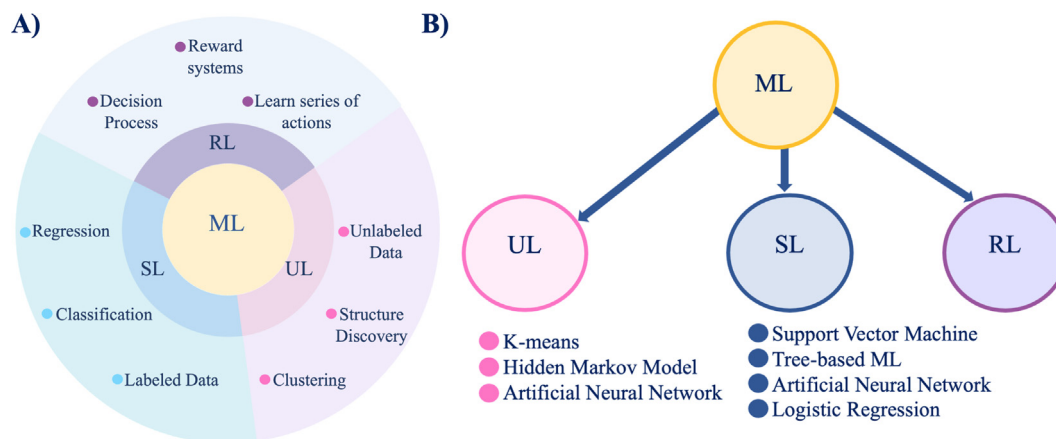 A)
Reward
systems
Decision
Process
Learn series of
actions
RL
ML
SL
UL
Regression
Classification
Labeled Data
Unlabeled
Data
Structure
Discovery
Clustering
B)
ML
UL
SL
RL
K-means
Hidden Markov Model
Artificial Neural Network
Support Vector Machine
Tree-based ML
Artificial Neural Network
Logistic Regression